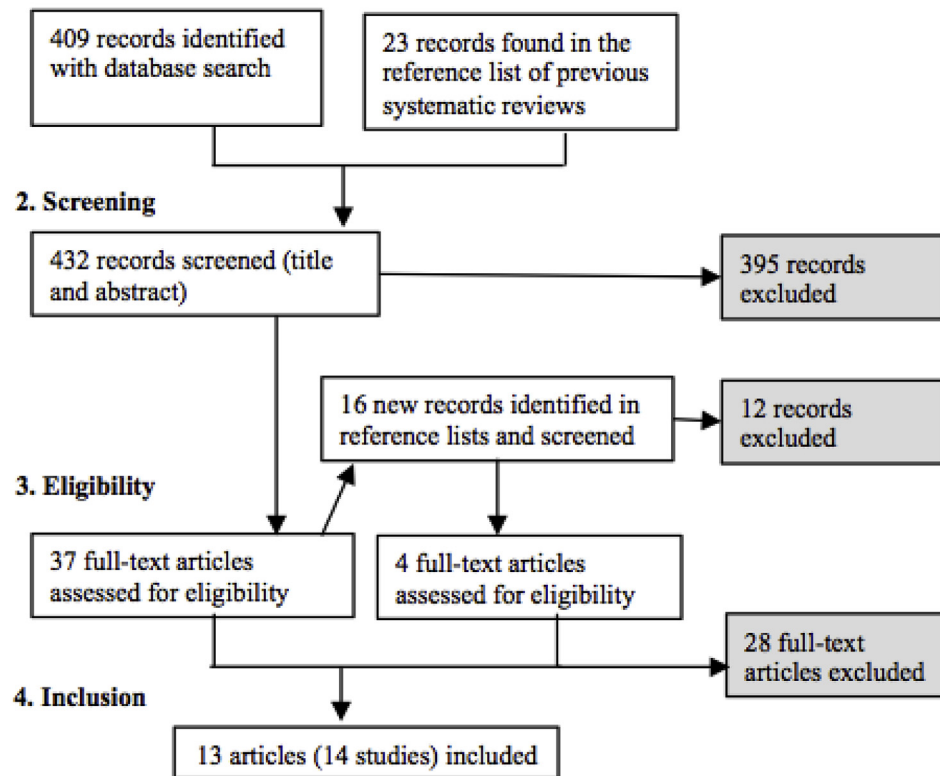 409 records identified
with database search
23 records found in the
reference list of previous
systematic reviews
2. Screening
432 records screened (title
and abstract)
395 records
excluded
16 new records identified in
reference lists and screened
12 records
excluded
3. Eligibility
37 full-text articles
assessed for eligibility
4 full-text articles
assessed for eligibility
28 full-text
articles excluded
4. Inclusion
13 articles (14 studies) included